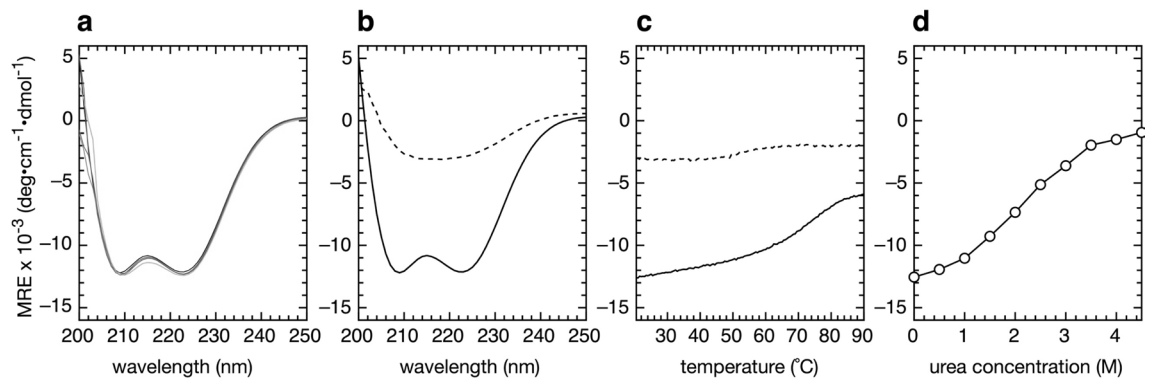 a b c d
5 5 5 5
0 0 0 0
−5 −5 −5 −5
−10 −10 −10 −10
−15 −15 −15 −15
MRE x 10⁻³ (deg•cm⁻¹•dmol⁻¹)
200 210 220 230 240 250 200 210 220 230 240 250 30 40 50 60 70 80 90 0 1 2 3 4
wavelength (nm) wavelength (nm) temperature (˚C) urea concentration (M)